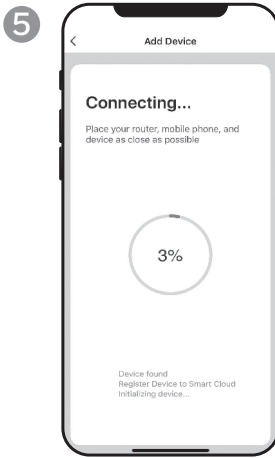 5
Add Device
Connecting...
Place your router, mobile phone, and
device as close as possible
3%
Device found
Register Device to Smart Cloud
Initializing device...